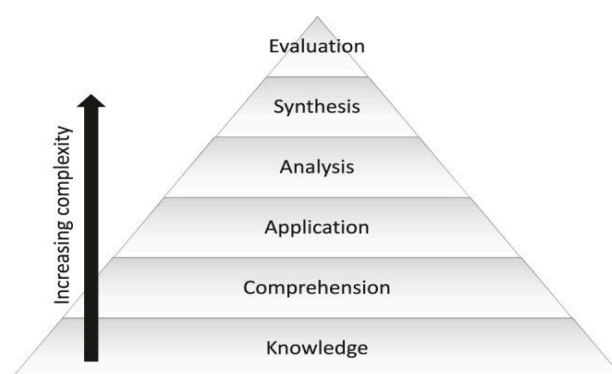 Evaluation
Synthesis
Analysis
Application
Comprehension
Knowledge
Increasing complexity